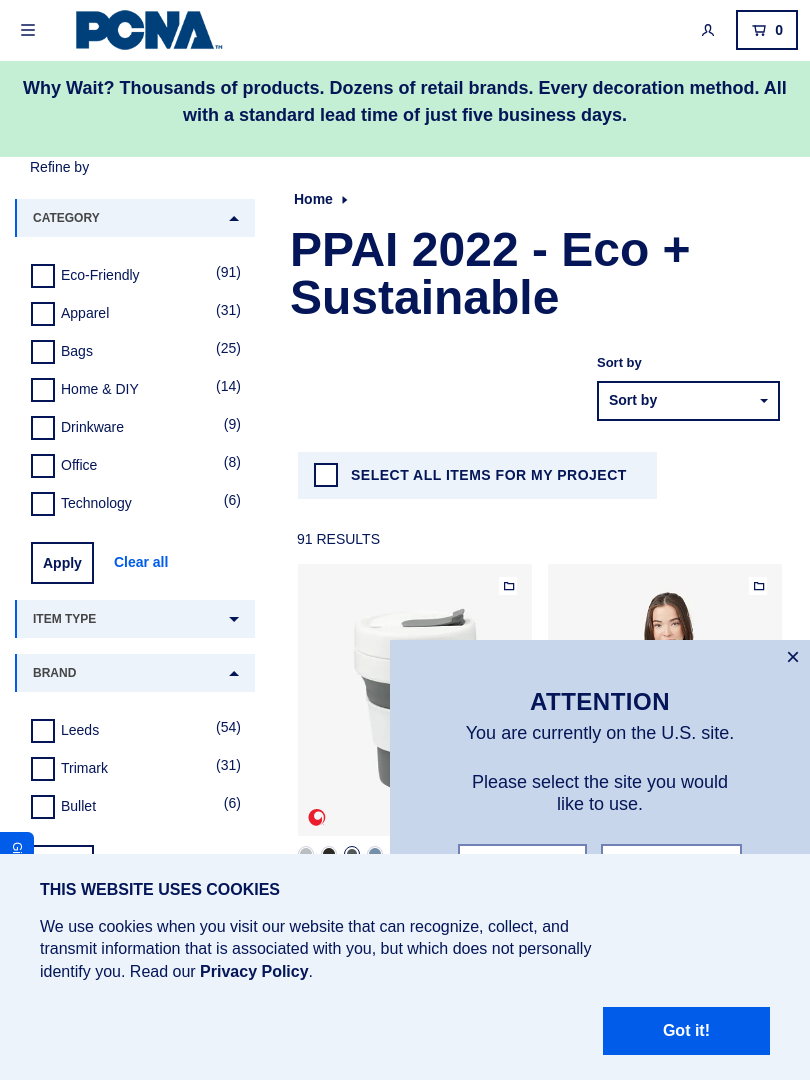 PCNA™
0
Why Wait? Thousands of products. Dozens of retail brands. Every decoration method. All
with a standard lead time of just five business days.
Refine by
CATEGORY
Eco-Friendly (91)
Apparel (31)
Bags (25)
Home & DIY (14)
Drinkware (9)
Office (8)
Technology (6)
Apply Clear all
ITEM TYPE
BRAND
Leeds (54)
Trimark (31)
Bullet (6)
Home
PPAI 2022 - Eco +
Sustainable
Sort by
Sort by
SELECT ALL ITEMS FOR MY PROJECT
91 RESULTS
ATTENTION
You are currently on the U.S. site.
Please select the site you would
like to use.
THIS WEBSITE USES COOKIES
We use cookies when you visit our website that can recognize, collect, and
transmit information that is associated with you, but which does not personally
identify you. Read our Privacy Policy.
Got it!